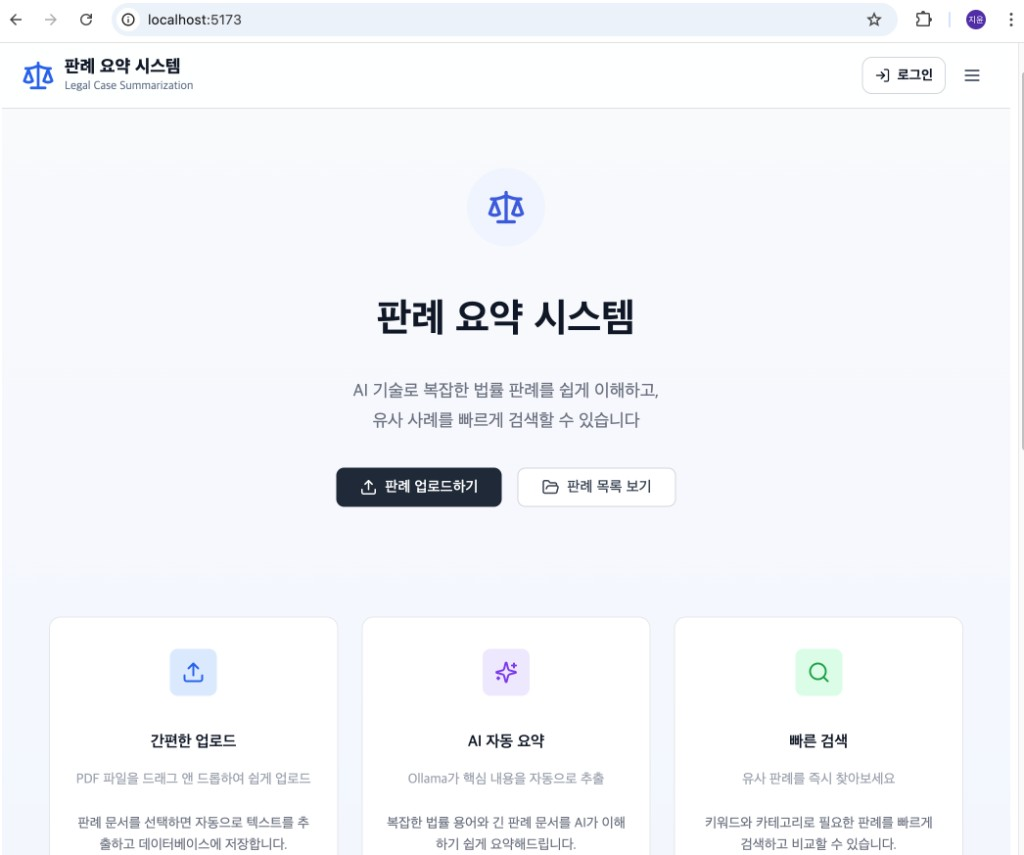 localhost:5173
지윤
판례 요약 시스템
Legal Case Summarization
로그인
판례 요약 시스템
AI 기술로 복잡한 법률 판례를 쉽게 이해하고,
유사 사례를 빠르게 검색할 수 있습니다
판례 업로드하기
판례 목록 보기
간편한 업로드
PDF 파일을 드래그 앤 드롭하여 쉽게 업로드
판례 문서를 선택하면 자동으로 텍스트를 추
출하고 데이터베이스에 저장합니다.
AI 자동 요약
Ollama가 핵심 내용을 자동으로 추출
복잡한 법률 용어와 긴 판례 문서를 AI가 이해
하기 쉽게 요약해드립니다.
빠른 검색
유사 판례를 즉시 찾아보세요
키워드와 카테고리로 필요한 판례를 빠르게
검색하고 비교할 수 있습니다.